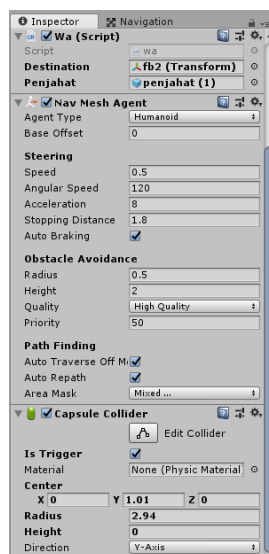 Inspector Navigation
Wa (Script)
Script wa
Destination fb2 (Transform)
Penjahat penjahat (1)
Nav Mesh Agent
Agent Type Humanoid
Base Offset 0
Steering
Speed 0.5
Angular Speed 120
Acceleration 8
Stopping Distance 1.8
Auto Braking
Obstacle Avoidance
Radius 0.5
Height 2
Quality High Quality
Priority 50
Path Finding
Auto Traverse Off M
Auto Repath
Area Mask Mixed ...
Capsule Collider
Edit Collider
Is Trigger
Material None (Physic Material
Center
X 0 Y 1.01 Z 0
Radius 2.94
Height 0
Direction Y-Axis